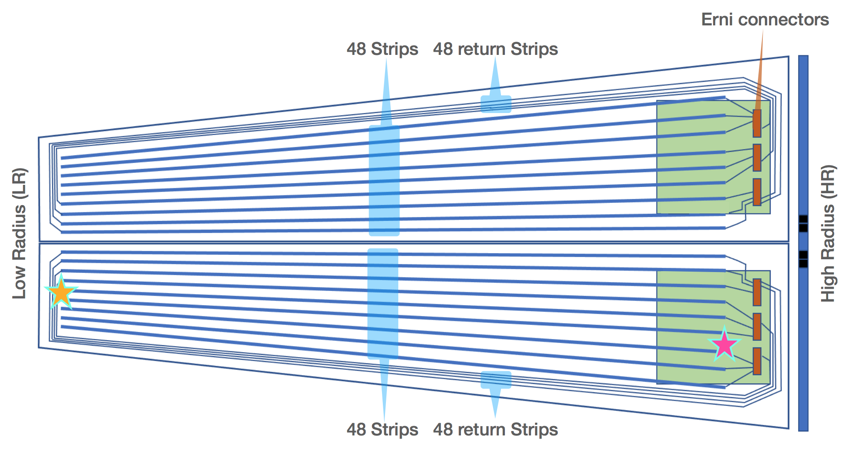 Erni connectors
48 Strips
48 return Strips
Low Radius (LR)
High Radius (HR)
48 Strips
48 return Strips